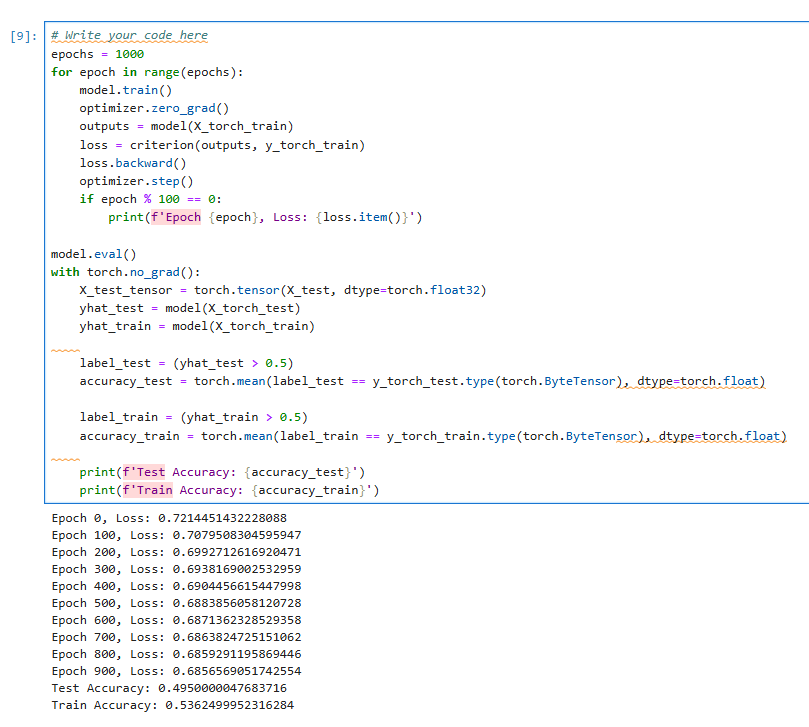 [9]: # Write your code here
epochs = 1000
for epoch in range(epochs):
    model.train()
    optimizer.zero_grad()
    outputs = model(X_torch_train)
    loss = criterion(outputs, y_torch_train)
    loss.backward()
    optimizer.step()
    if epoch % 100 == 0:
        print(f'Epoch {epoch}, Loss: {loss.item()}')

model.eval()
with torch.no_grad():
    X_test_tensor = torch.tensor(X_test, dtype=torch.float32)
    yhat_test = model(X_torch_test)
    yhat_train = model(X_torch_train)

    label_test = (yhat_test > 0.5)
    accuracy_test = torch.mean(label_test == y_torch_test.type(torch.ByteTensor), dtype=torch.float)

    label_train = (yhat_train > 0.5)
    accuracy_train = torch.mean(label_train == y_torch_train.type(torch.ByteTensor), dtype=torch.float)

    print(f'Test Accuracy: {accuracy_test}')
    print(f'Train Accuracy: {accuracy_train}')
Epoch 0, Loss: 0.7214451432228088
Epoch 100, Loss: 0.7079508304595947
Epoch 200, Loss: 0.6992712616920471
Epoch 300, Loss: 0.6938169002532959
Epoch 400, Loss: 0.6904456615447998
Epoch 500, Loss: 0.6883856058120728
Epoch 600, Loss: 0.6871362328529358
Epoch 700, Loss: 0.6863824725151062
Epoch 800, Loss: 0.6859291195869446
Epoch 900, Loss: 0.6856569051742554
Test Accuracy: 0.4950000047683716
Train Accuracy: 0.5362499952316284